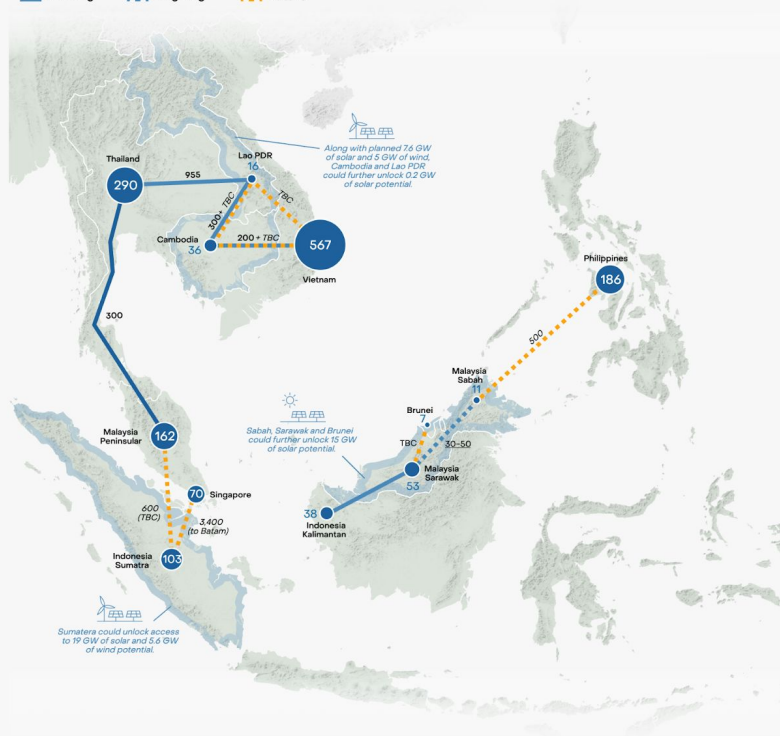 Thailand
290
955
Lao PDR
16
Along with planned 7.6 GW
of solar and 5 GW of wind,
Cambodia and Lao PDR
could further unlock 0.2 GW
of solar potential.
300+ TBC
TBC
Cambodia
36
200 + TBC
567
Vietnam
300
Philippines
186
500
Malaysia
Sabah
11
Brunei
7
TBC
30-50
Sabah, Sarawak and Brunei
could further unlock 15 GW
of solar potential.
Malaysia
Peninsular
162
Malaysia
Sarawak
53
70
Singapore
38
Indonesia
Kalimantan
600
(TBC)
3,400
(to Batam)
Indonesia
Sumatra
103
Sumatera could unlock access
to 19 GW of solar and 5.6 GW
of wind potential.